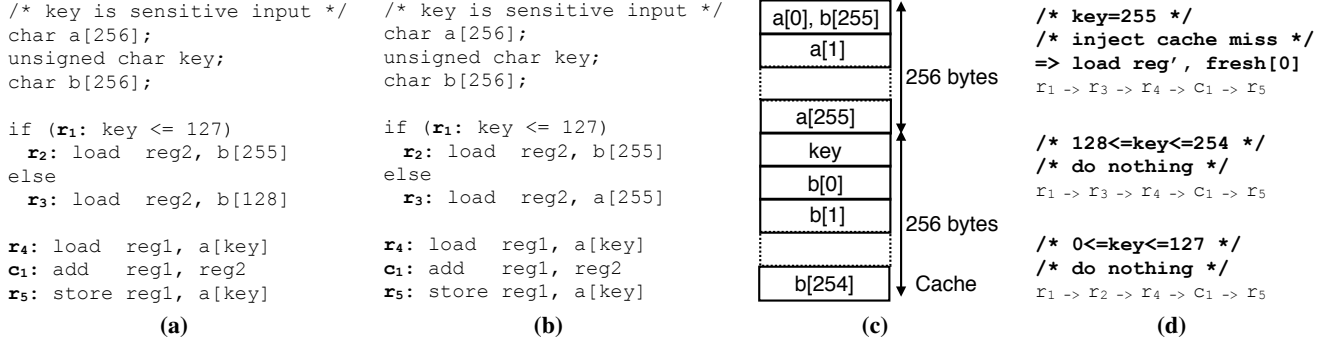 /* key is sensitive input */
char a[256];
unsigned char key;
char b[256];
if (r1: key <= 127)
r2: load reg2, b[255]
else
r3: load reg2, b[128]
r4: load reg1, a[key]
c1: add reg1, reg2
r5: store reg1, a[key]
(a)
/* key is sensitive input */
char a[256];
unsigned char key;
char b[256];
if (r1: key <= 127)
r2: load reg2, b[255]
else
r3: load reg2, a[255]
r4: load reg1, a[key]
c1: add reg1, reg2
r5: store reg1, a[key]
(b)
a[0], b[255]
a[1]
256 bytes
a[255]
key
b[0]
b[1]
256 bytes
b[254]
Cache
(c)
/* key=255 */
/* inject cache miss */
=> load reg’, fresh[0]
r1 -> r3 -> r4 -> c1 -> r5
/* 128<=key<=254 */
/* do nothing */
r1 -> r3 -> r4 -> c1 -> r5
/* 0<=key<=127 */
/* do nothing */
r1 -> r2 -> r4 -> c1 -> r5
(d)